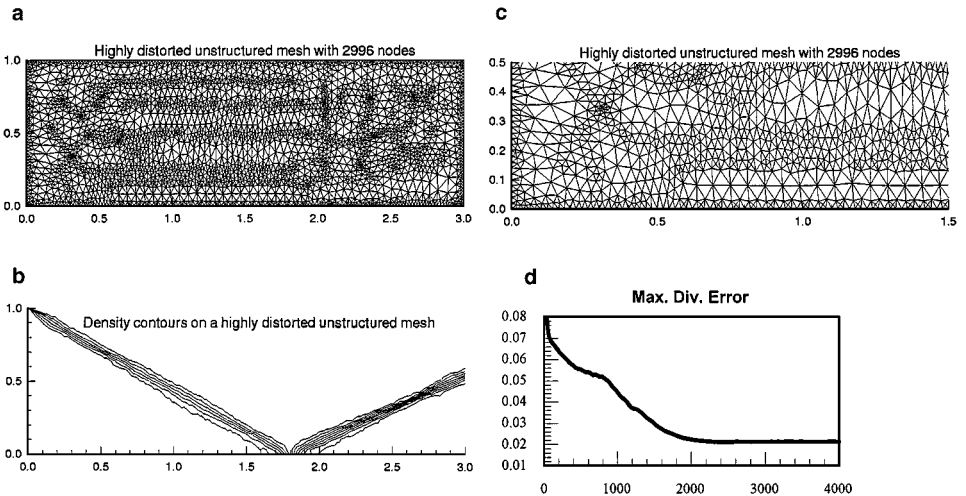 a
Highly distorted unstructured mesh with 2996 nodes
1.0
0.5
0.0
0.0 0.5 1.0 1.5 2.0 2.5 3.0
c
Highly distorted unstructured mesh with 2996 nodes
0.5
0.4
0.3
0.2
0.1
0.0
0.0 0.5 1.0 1.5
b
Density contours on a highly distorted unstructured mesh
1.0
0.5
0.0
0.0 0.5 1.0 1.5 2.0 2.5 3.0
d
Max. Div. Error
0.08
0.07
0.06
0.05
0.04
0.03
0.02
0.01
0 1000 2000 3000 4000